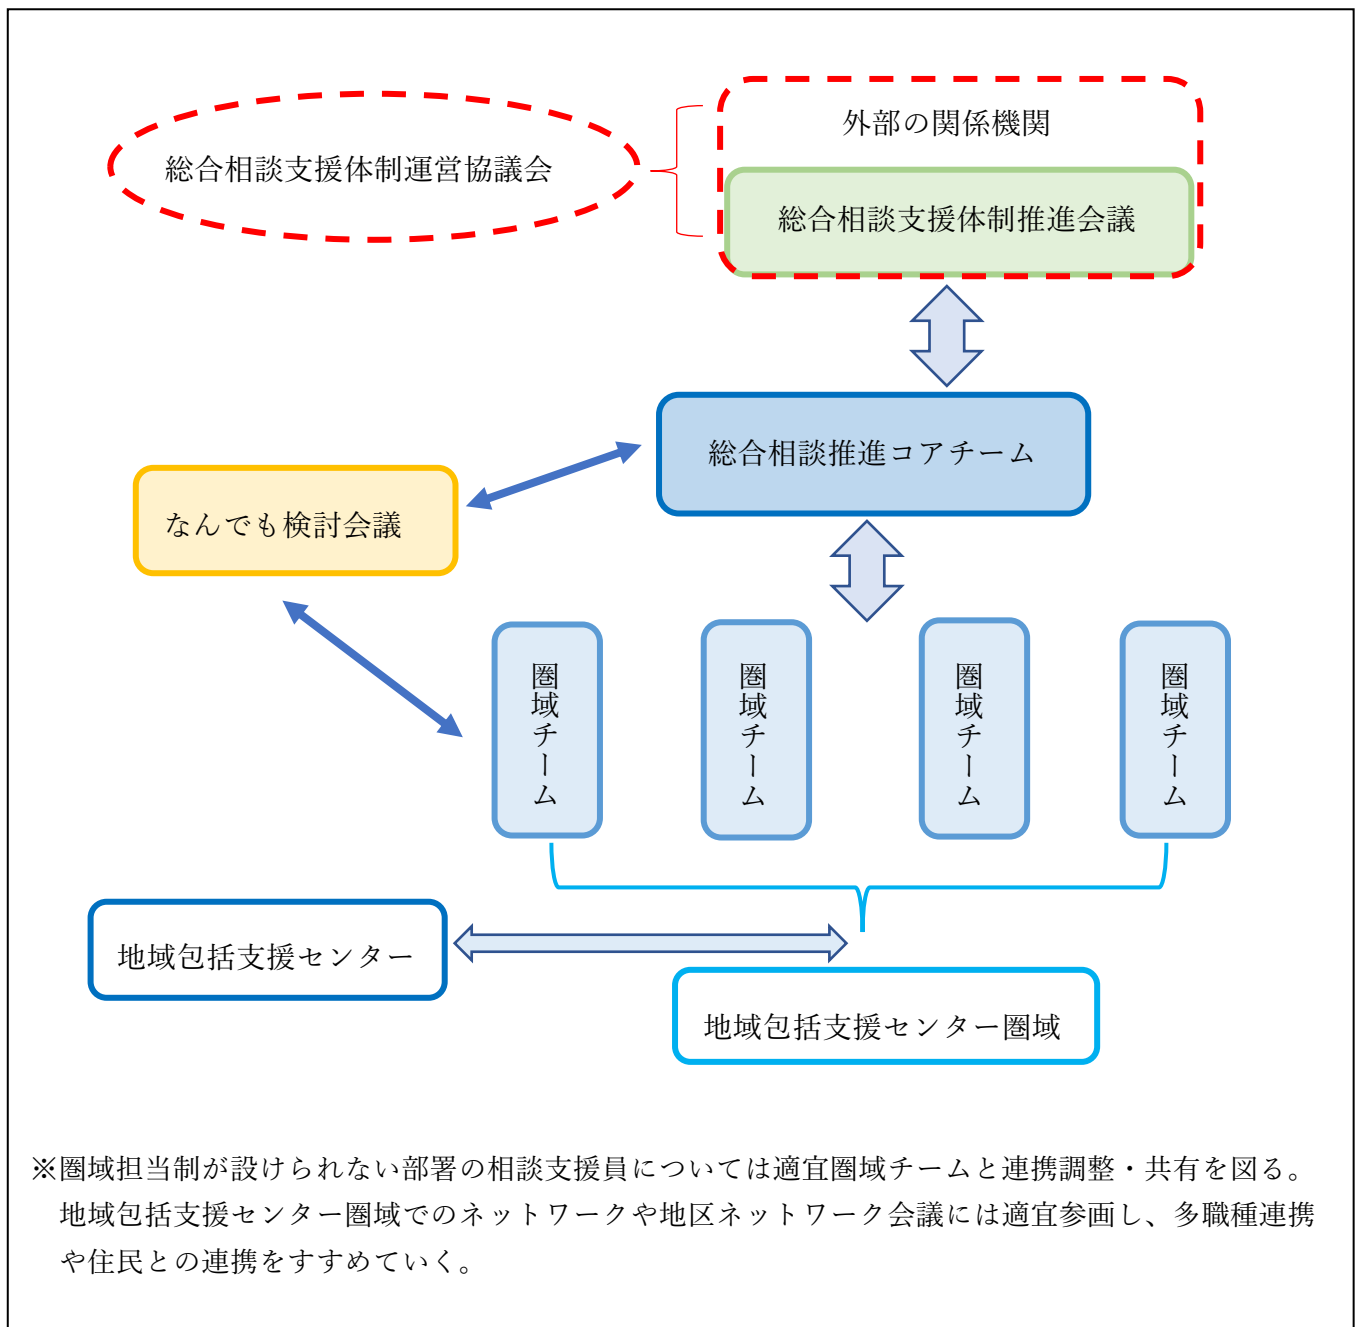 外部の関係機関
総合相談支援体制運営協議会
総合相談支援体制推進会議
総合相談推進コアチーム
なんでも検討会議
圏域チーム
圏域チーム
圏域チーム
圏域チーム
地域包括支援センター
地域包括支援センター圏域
※圏域担当制が設けられない部署の相談支援員については適宜圏域チームと連携調整・共有を図る。
地域包括支援センター圏域でのネットワークや地区ネットワーク会議には適宜参画し、多職種連携
や住民との連携をすすめていく。